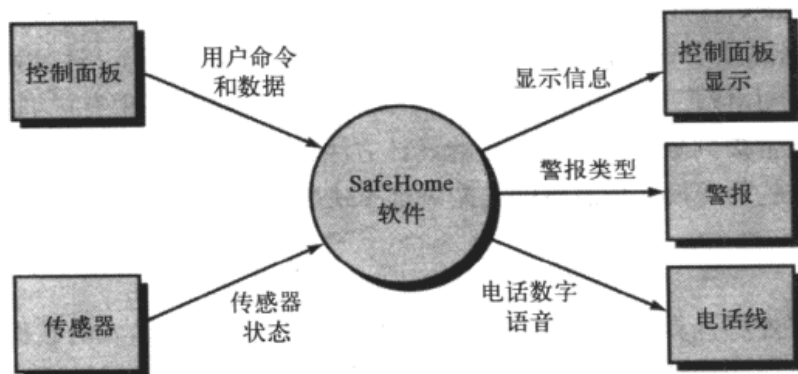 控制面板
用户命令
和数据
显示信息
控制面板
显示
SafeHome
软件
警报类型
警报
传感器
传感器
状态
电话数字
语音
电话线